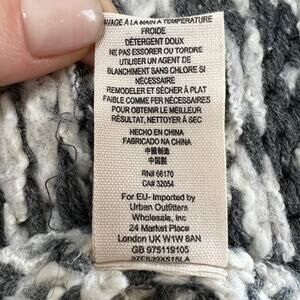 LAVAGE À LA MAIN À TEMPÉRATURE
FROIDE
DÉTERGENT DOUX
NE PAS ESSORER OU TORDRE
UTILISER UN AGENT DE
BLANCHIMENT SANS CHLORE SI
NÉCESSAIRE
REMODELER ET SÉCHER À PLAT
FAIBLE COMME FER NÉCESSAIRE
POUR OBTENIR LE MEILLEUR
RÉSULTAT, NETTOYER À SEC
HECHO EN CHINA
FABRICADO NA CHINA
中國制造
中国製
RN# 66170
CA# 32054
For EU- Imported by
Urban Outfitters
Wholesale, Inc
24 Market Place
London UK W1W 8AN
GB 975119105